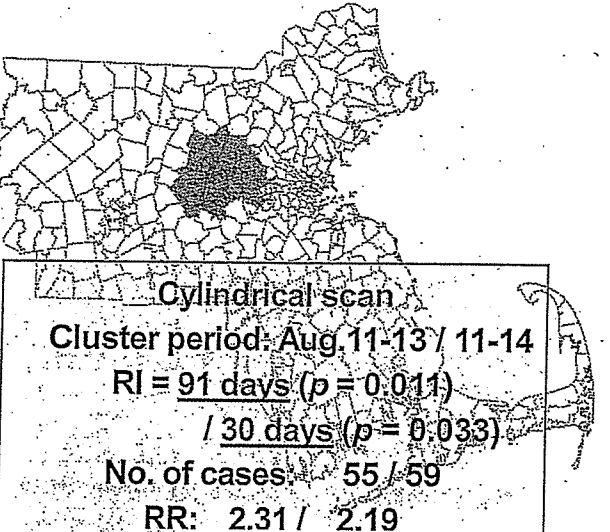 Cylindrical scan
Cluster period: Aug.11-13 / 11-14
RI = 91 days (p = 0.011)
/ 30 days (p = 0.033)
No. of cases: 55 / 59
RR: 2.31 / 2.19